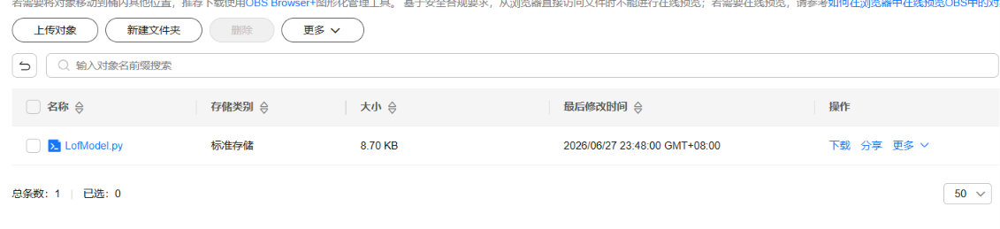 若需要将对象移动到桶内其他位置，推荐下载使用OBS Browser+图形化管理工具。 基于安全合规要求，从浏览器直接访问文件时不能进行在线预览；若需要在线预览，请参考如何在浏览器中在线预览OBS中的对
上传对象 新建文件夹 删除 更多
输入对象名前缀搜索
名称 存储类别 大小 最后修改时间 操作
LofModel.py 标准存储 8.70 KB 2026/06/27 23:48:00 GMT+08:00 下载 分享 更多
总条数：1 已选：0 50